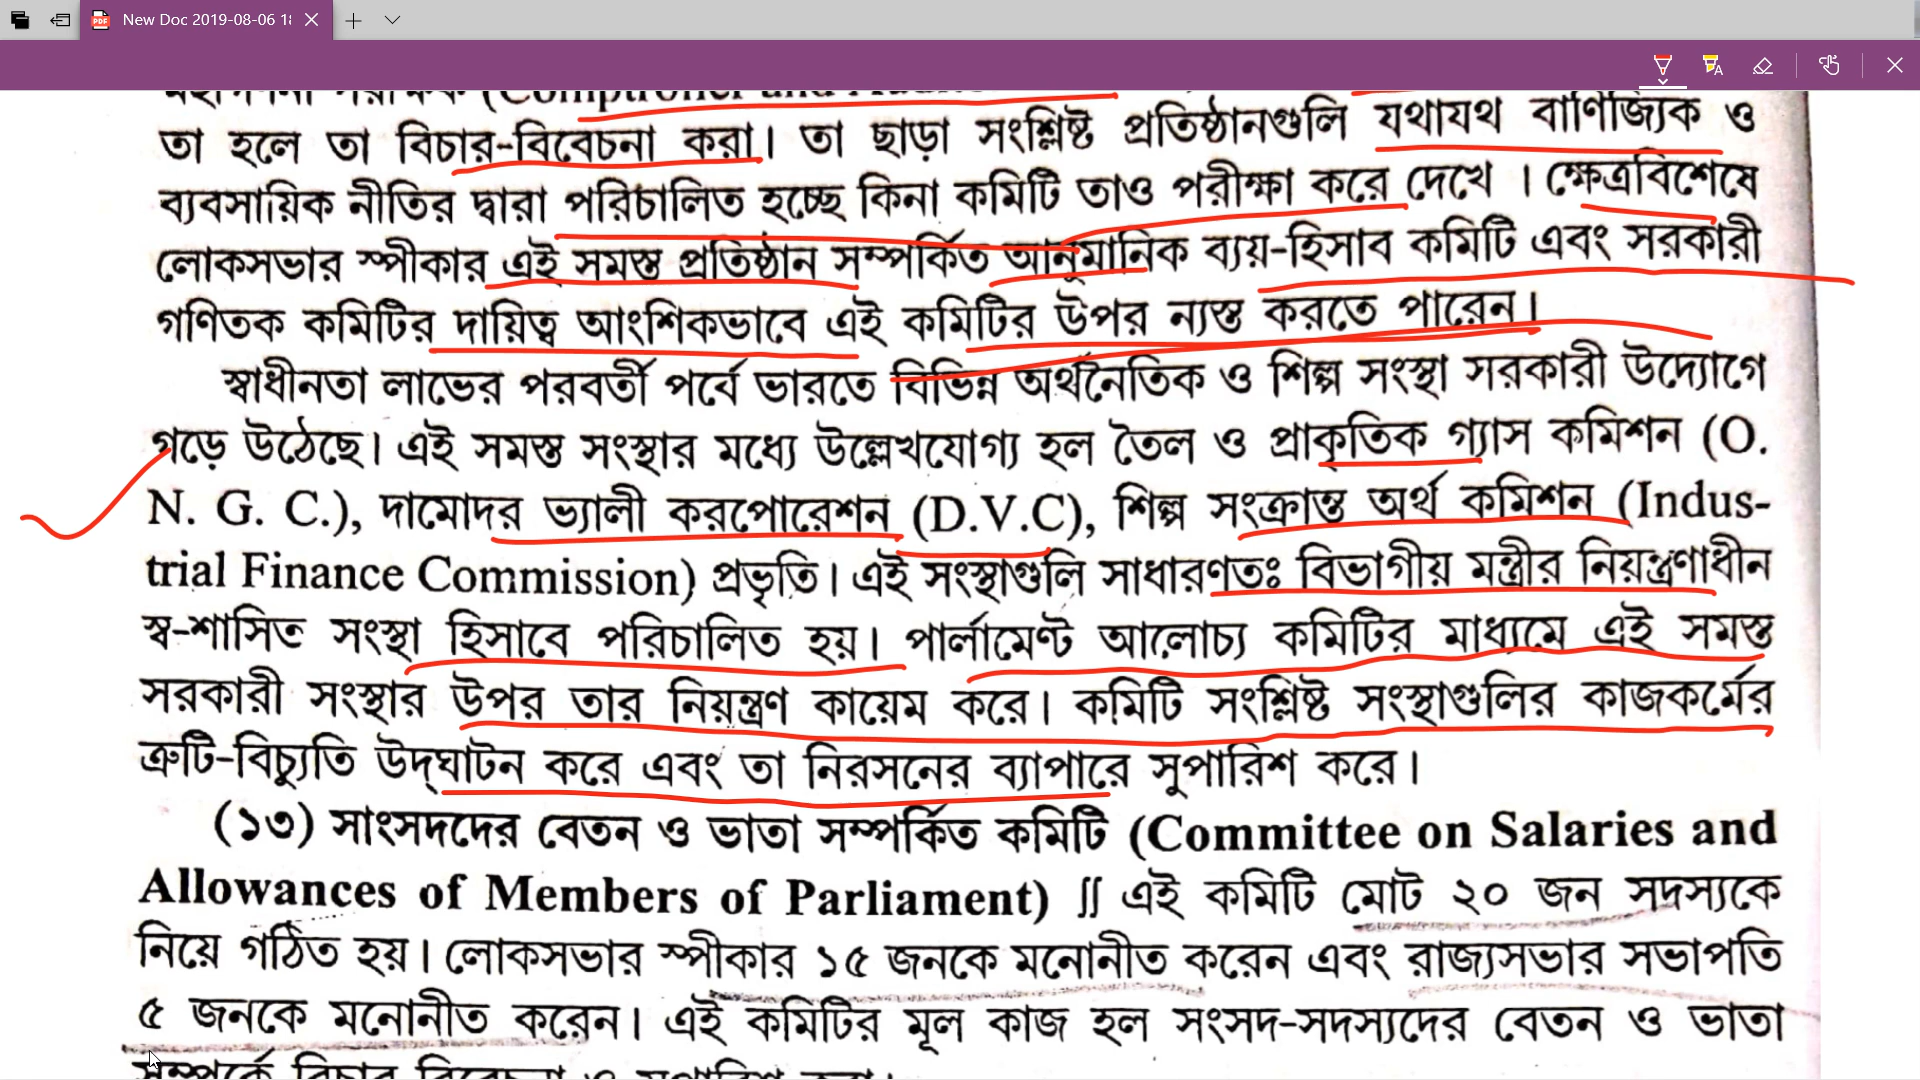 New Doc 2019-08-06 18
তা হলে তা বিচার-বিবেচনা করা। তা ছাড়া সংশ্লিষ্ট প্রতিষ্ঠানগুলি যথাযথ বাণিজ্যিক ও
ব্যবসায়িক নীতির দ্বারা পরিচালিত হচ্ছে কিনা কমিটি তাও পরীক্ষা করে দেখে । ক্ষেত্রবিশেষে
লোকসভার স্পীকার এই সমস্ত প্রতিষ্ঠান সম্পর্কিত আনুমানিক ব্যয়-হিসাব কমিটি এবং সরকারী
গণিতক কমিটির দায়িত্ব আংশিকভাবে এই কমিটির উপর ন্যস্ত করতে পারেন।
স্বাধীনতা লাভের পরবর্তী পর্বে ভারতে বিভিন্ন অর্থনৈতিক ও শিল্প সংস্থা সরকারী উদ্যোগে
গড়ে উঠেছে। এই সমস্ত সংস্থার মধ্যে উল্লেখযোগ্য হল তৈল ও প্রাকৃতিক গ্যাস কমিশন (O.
N. G. C.), দামোদর ভ্যালী করপোরেশন (D.V.C), শিল্প সংক্রান্ত অর্থ কমিশন (Indus-
trial Finance Commission) প্রভৃতি। এই সংস্থাগুলি সাধারণতঃ বিভাগীয় মন্ত্রীর নিয়ন্ত্রণাধীন
স্ব-শাসিত সংস্থা হিসাবে পরিচালিত হয়। পার্লামেণ্ট আলোচ্য কমিটির মাধ্যমে এই সমস্ত
সরকারী সংস্থার উপর তার নিয়ন্ত্রণ কায়েম করে। কমিটি সংশ্লিষ্ট সংস্থাগুলির কাজকর্মের
ত্রুটি-বিচ্যুতি উদ্‌ঘাটন করে এবং তা নিরসনের ব্যাপারে সুপারিশ করে।
(১৩) সাংসদদের বেতন ও ভাতা সম্পর্কিত কমিটি (Committee on Salaries and
Allowances of Members of Parliament) ∬ এই কমিটি মোট ২০ জন সদস্যকে
নিয়ে গঠিত হয়। লোকসভার স্পীকার ১৫ জনকে মনোনীত করেন এবং রাজ্যসভার সভাপতি
৫ জনকে মনোনীত করেন। এই কমিটির মূল কাজ হল সংসদ-সদস্যদের বেতন ও ভাতা